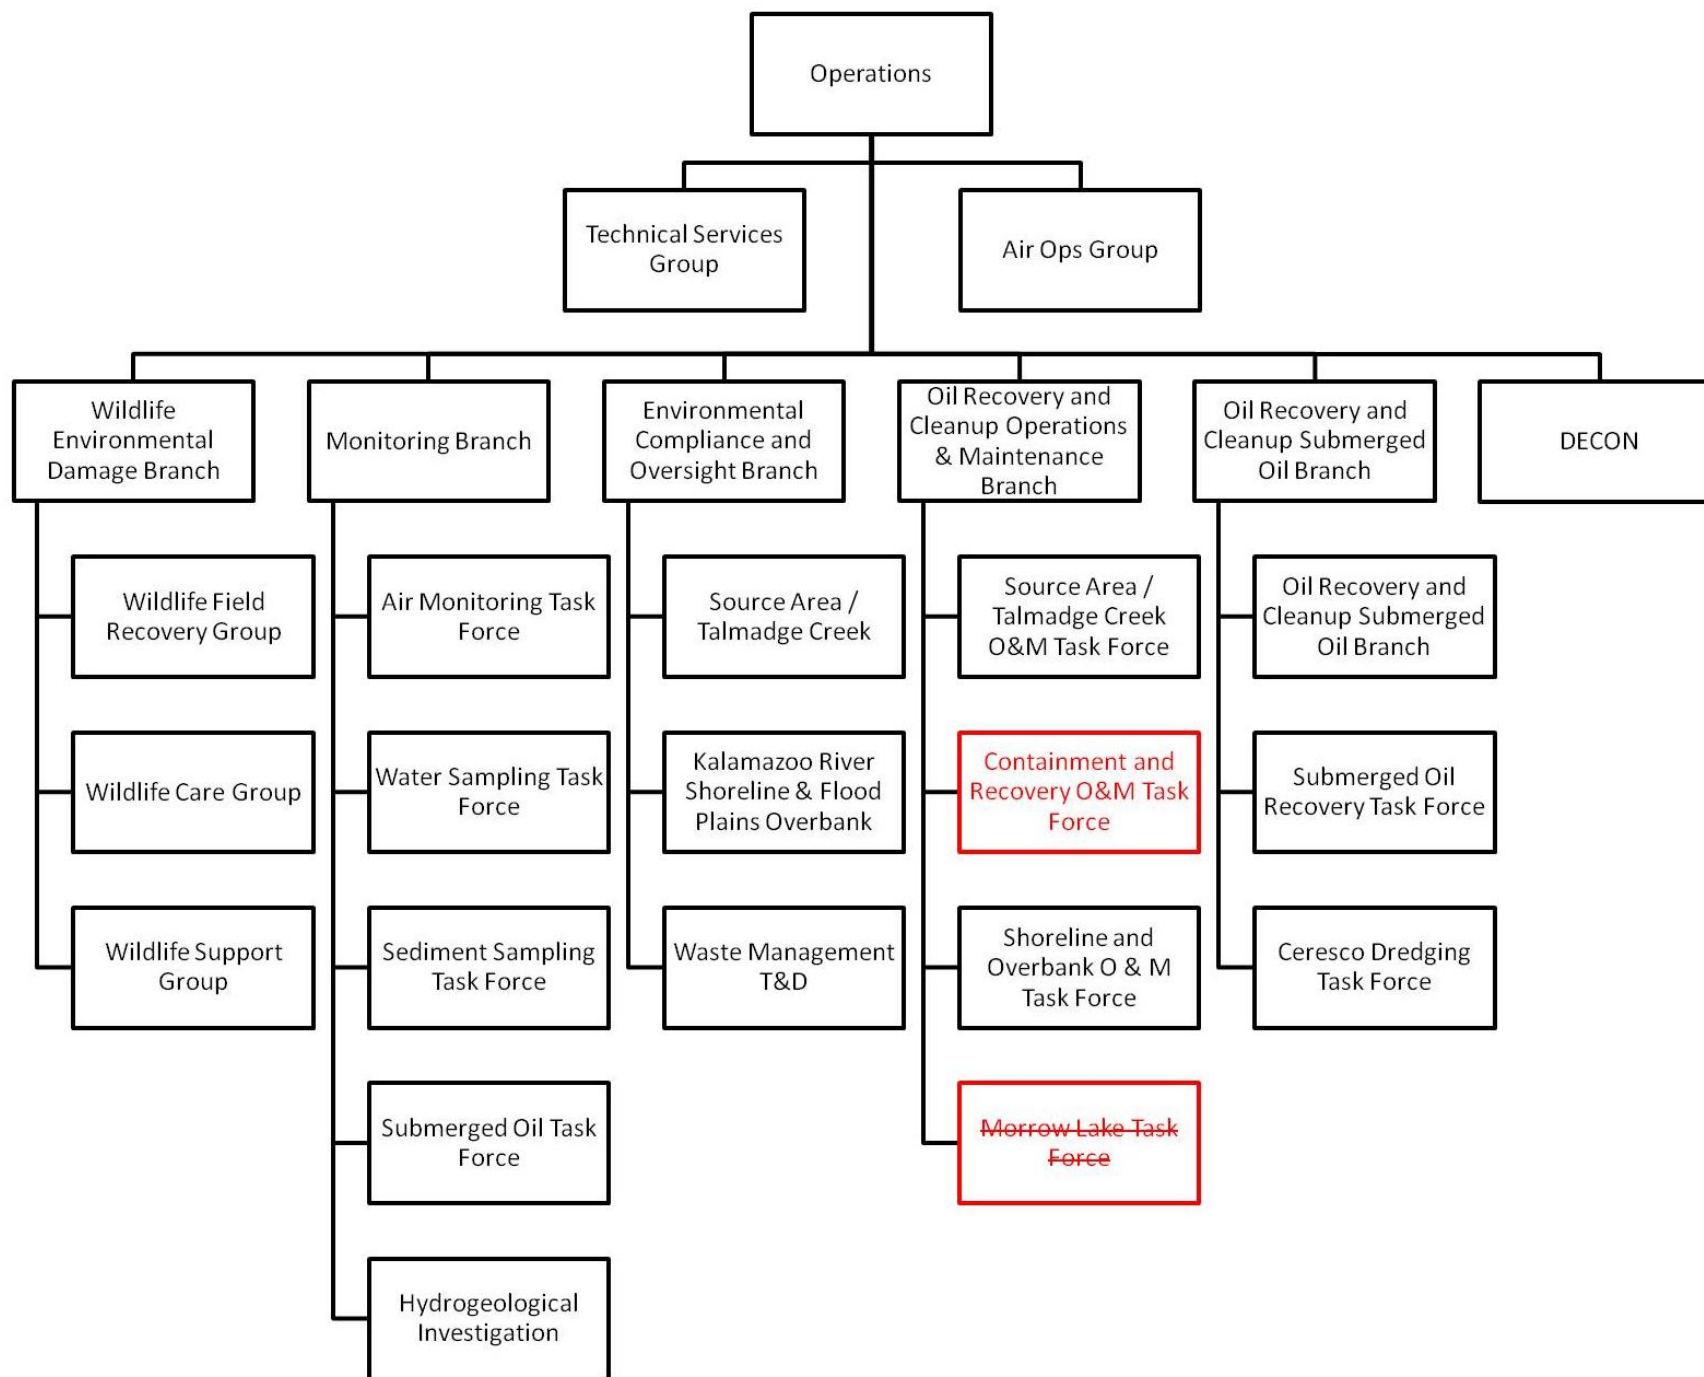 Operations
Technical Services
Group
Air Ops Group
Wildlife
Environmental
Damage Branch
Monitoring Branch
Environmental
Compliance and
Oversight Branch
Oil Recovery and
Cleanup Operations
& Maintenance
Branch
Oil Recovery and
Cleanup Submerged
Oil Branch
DECON
Wildlife Field
Recovery Group
Wildlife Care Group
Wildlife Support
Group
Air Monitoring Task
Force
Water Sampling Task
Force
Sediment Sampling
Task Force
Submerged Oil Task
Force
Hydrogeological
Investigation
Source Area /
Talmadge Creek
Kalamazoo River
Shoreline & Flood
Plains Overbank
Waste Management
T&D
Source Area /
Talmadge Creek
O&M Task Force
Containment and
Recovery O&M Task
Force
Shoreline and
Overbank O & M
Task Force
Morrow Lake Task
Force
Oil Recovery and
Cleanup Submerged
Oil Branch
Submerged Oil
Recovery Task Force
Ceresco Dredging
Task Force